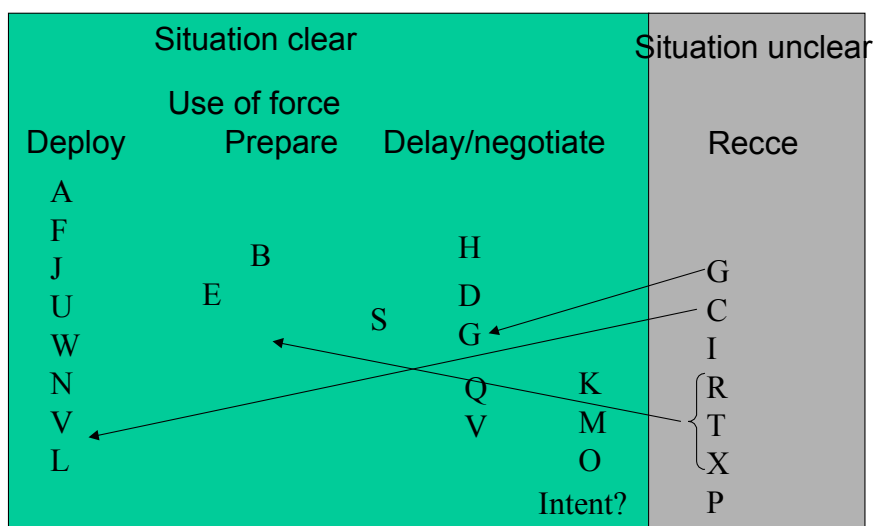 Situation clear
Situation unclear
Use of force
Deploy
Prepare
Delay/negotiate
Recce
A
F
J
U
W
N
V
L
B
E
S
H
D
G
Q
V
K
M
O
Intent?
G
C
I
R
T
X
P